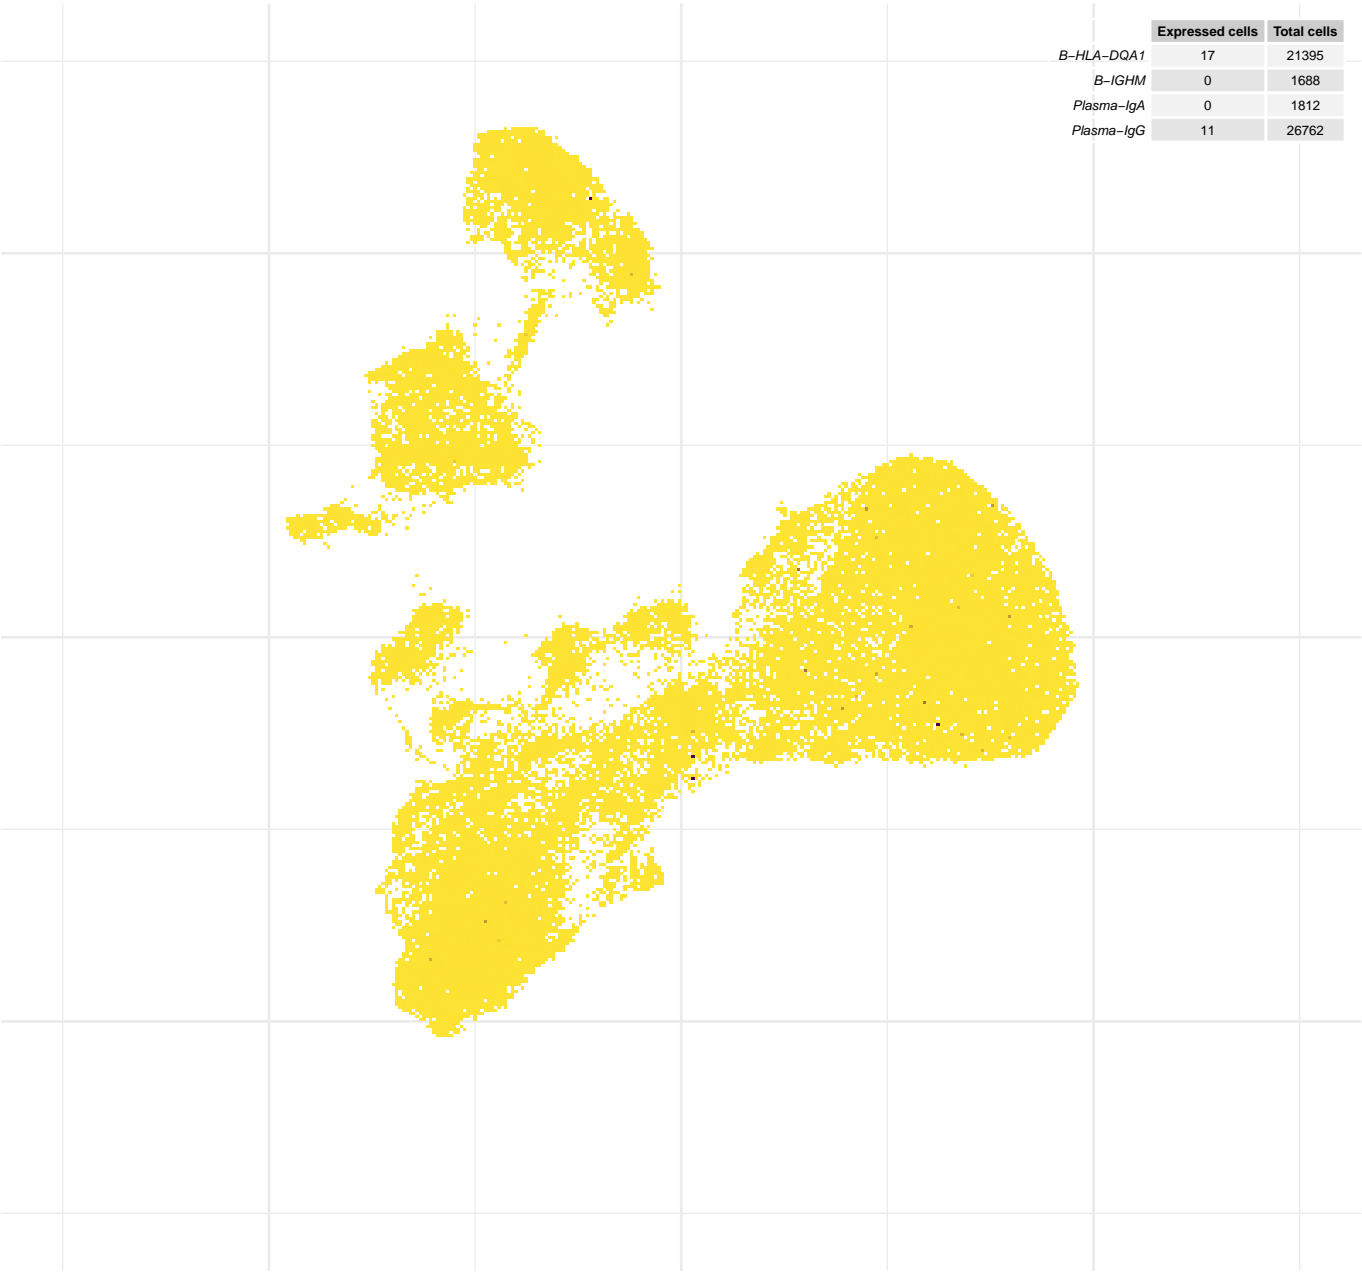 Expressed cells Total cells
B−HLA−DQA1 17 21395
B−IGHM 0 1688
Plasma−IgA 0 1812
Plasma−IgG 11 26762